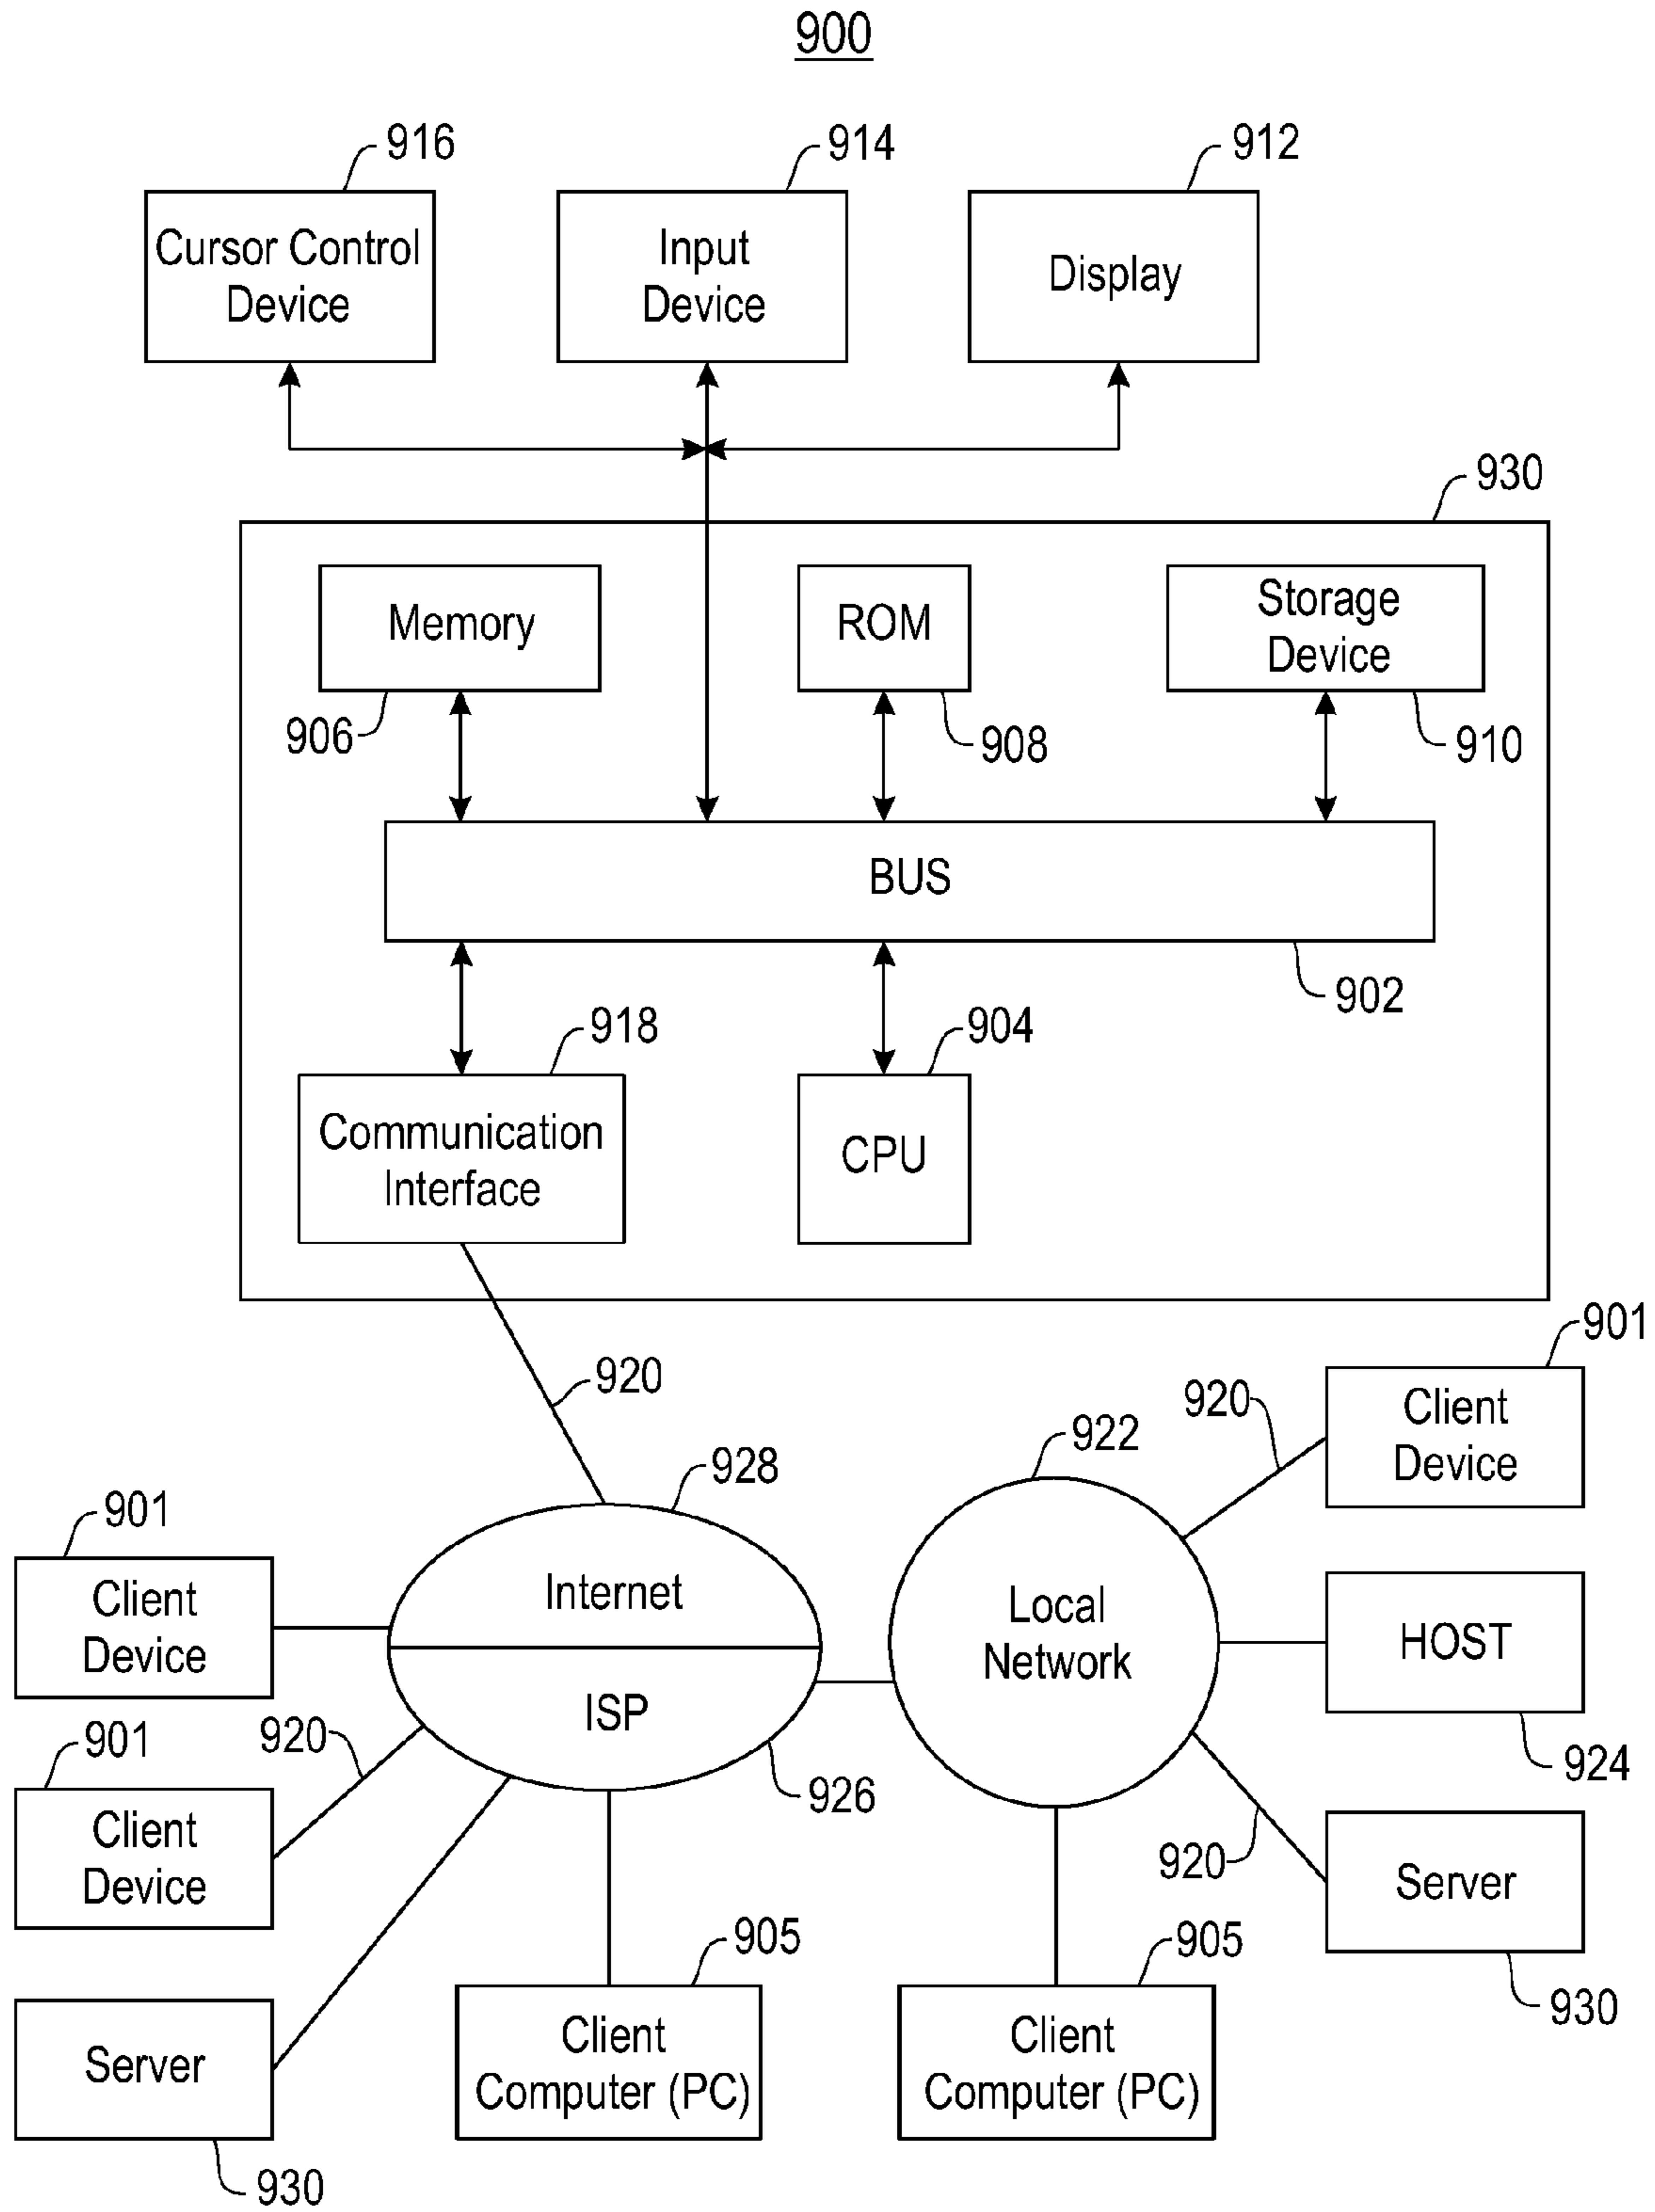 900
916
914
912
Cursor Control
Device
Input
Device
Display
930
Memory
ROM
Storage
Device
906
908
910
BUS
902
918
904
Communication
Interface
CPU
901
920
920
Client
Device
922
928
901
Internet
Local
Network
Client
Device
HOST
ISP
920
901
924
926
Client
Device
920
Server
905
905
930
Server
Client
Computer (PC)
Client
Computer (PC)
930